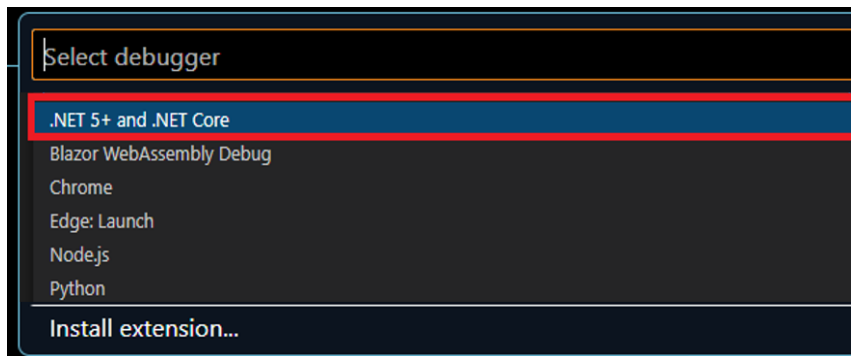 Select debugger
.NET 5+ and .NET Core
Blazor WebAssembly Debug
Chrome
Edge: Launch
Node.js
Python
Install extension...